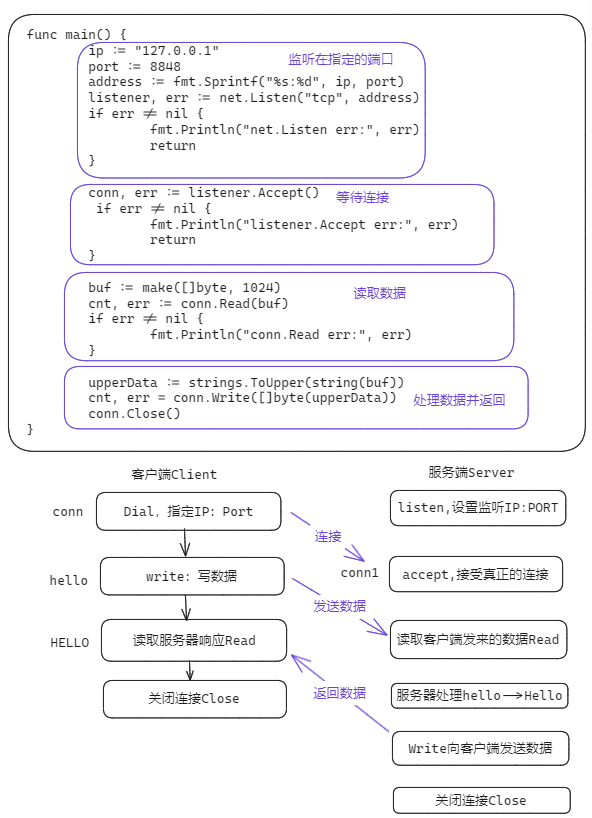 func main() {
ip := "127.0.0.1"
监听在指定的端口
port := 8848
address := fmt.Sprintf("%s:%d", ip, port)
listener, err := net.Listen("tcp", address)
if err ≠ nil {
fmt.Println("net.Listen err:", err)
return
}
conn, err := listener.Accept()
等待连接
if err ≠ nil {
fmt.Println("listener.Accept err:", err)
return
}
buf := make([]byte, 1024)
读取数据
cnt, err := conn.Read(buf)
if err ≠ nil {
fmt.Println("conn.Read err:", err)
}
upperData := strings.ToUpper(string(buf))
cnt, err = conn.Write([]byte(upperData))
处理数据并返回
conn.Close()
}
客户端Client
服务端Server
conn
Dial，指定IP：Port
listen,设置监听IP:PORT
连接
hello
write：写数据
conn1
accept,接受真正的连接
发送数据
HELLO
读取服务器响应Read
读取客户端发来的数据Read
返回数据
关闭连接Close
服务器处理hello-->Hello
Write向客户端发送数据
关闭连接Close